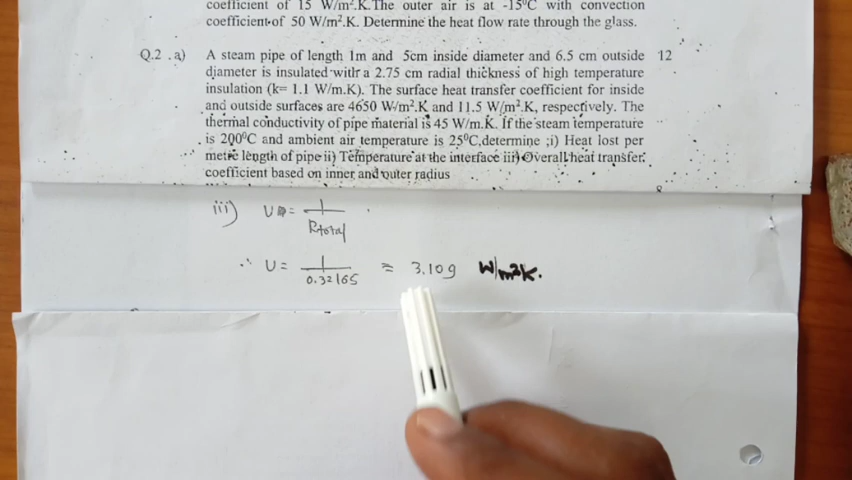 coefficient of 15 W/m².K.The outer air is at -15⁰C with convection
coefficient of 50 W/m².K. Determine the heat flow rate through the glass.
Q.2 . a) A steam pipe of length 1m and 5cm inside diameter and 6.5 cm outside 12
diameter is insulated with a 2.75 cm radial thickness of high temperature
insulation (k= 1.1 W/m.K). The surface heat transfer coefficient for inside
and outside surfaces are 4650 W/m².K and 11.5 W/m².K, respectively. The
thermal conductivity of pipe material is 45 W/m.K. If the steam temperature
is 200⁰C and ambient air temperature is 25⁰C,determine ;i) Heat lost per
metre length of pipe ii) Temperature at the interface iii) Overall heat transfer
coefficient based on inner and outer radius
iii) U = 1 / Rtotal
∴ U = 1 / 0.32165 = 3.109 W/m²K.